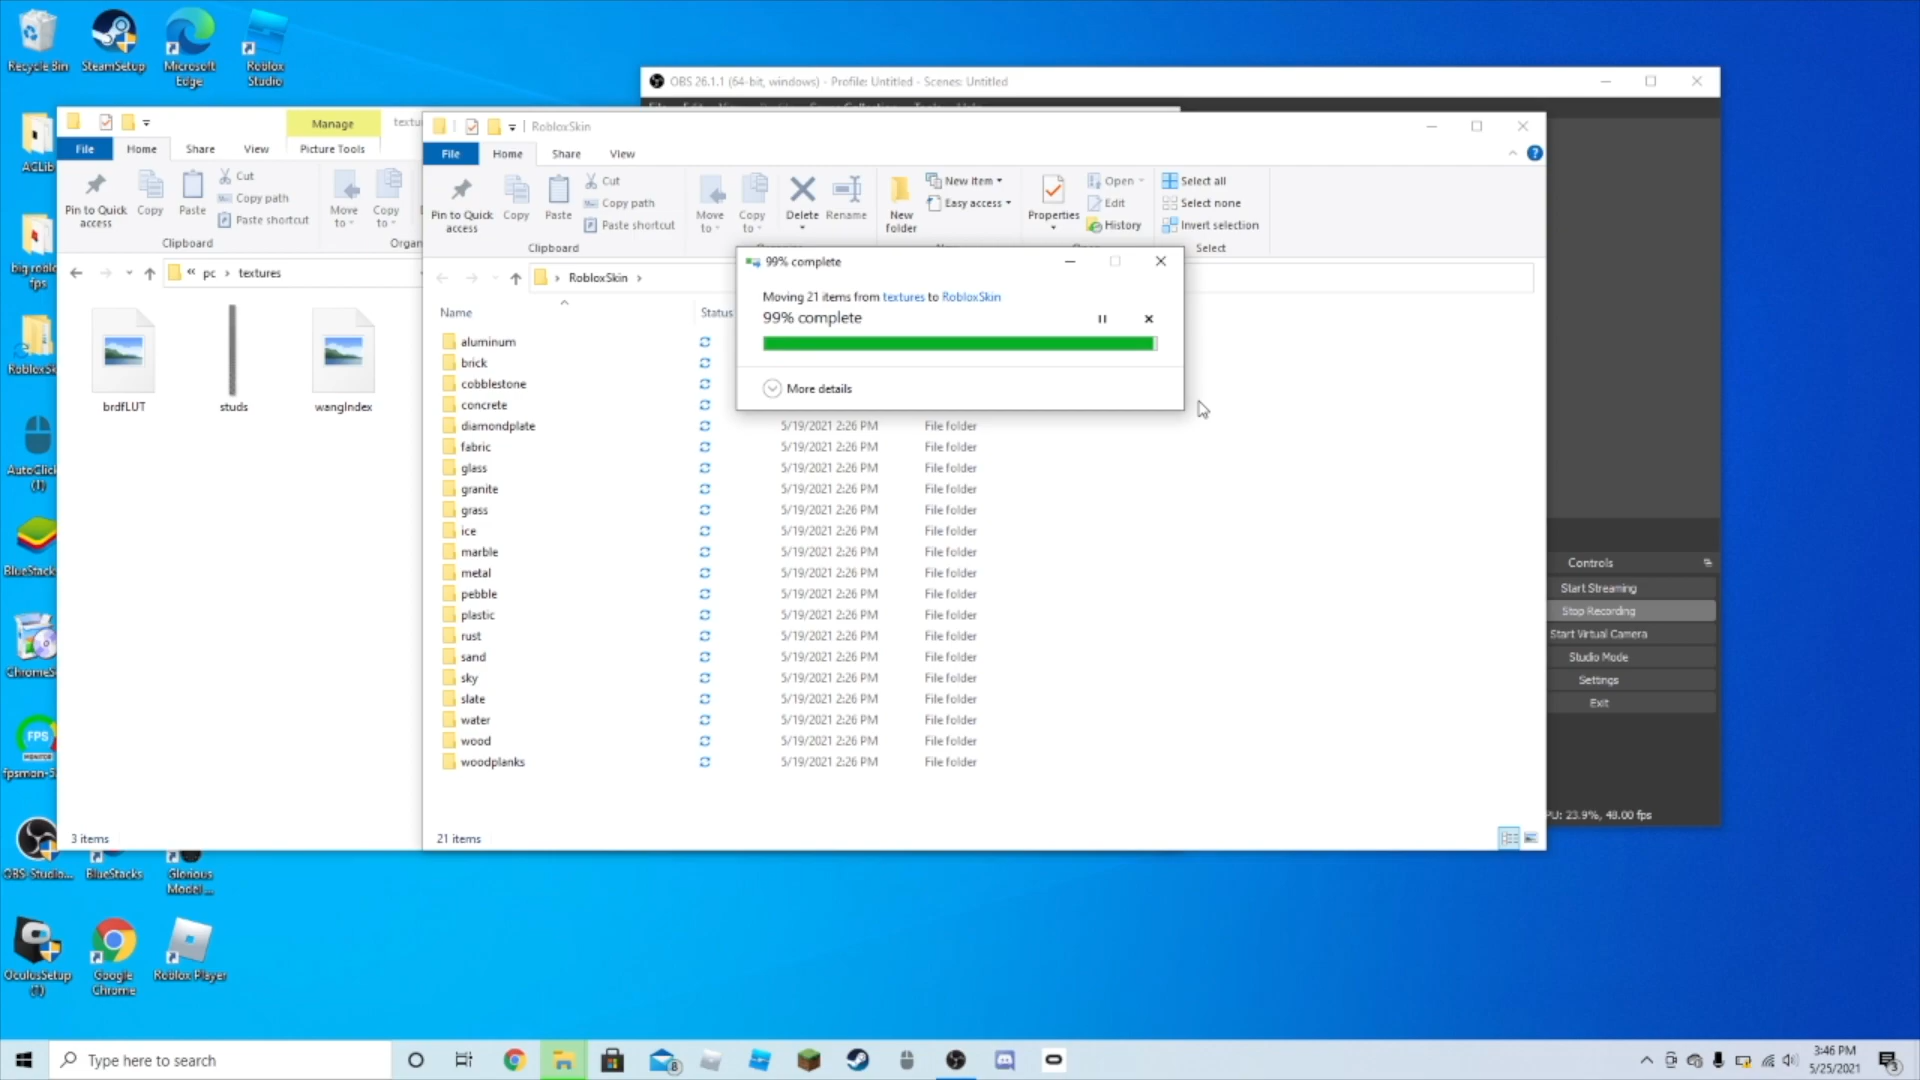 Recycle Bin
SteamSetup
Microsoft Edge
Roblox Studio
ACLib
BlueStacks
OBS Studio...
BlueStacks
Glorious Model ...
OculusSetup (1)
Google Chrome
Roblox Player
OBS 26.1.1 (64-bit, windows) - Profile: Untitled - Scenes: Untitled
Manage
File
Home
Share
View
Picture Tools
Pin to Quick access
Copy
Paste
Cut
Copy path
Paste shortcut
Move to
Copy to
Clipboard
Organ
« pc › textures
brdfLUT
studs
wangIndex
3 items
RobloxSkin
File
Home
Share
View
Pin to Quick access
Copy
Paste
Cut
Copy path
Paste shortcut
Move to
Copy to
Delete
Rename
New folder
New item
Easy access
Properties
Open
Edit
History
Select all
Select none
Invert selection
Clipboard
Select
› RobloxSkin ›
Name
Status
aluminum
brick
cobblestone
concrete
diamondplate 5/19/2021 2:26 PM File folder
fabric 5/19/2021 2:26 PM File folder
glass 5/19/2021 2:26 PM File folder
granite 5/19/2021 2:26 PM File folder
grass 5/19/2021 2:26 PM File folder
ice 5/19/2021 2:26 PM File folder
marble 5/19/2021 2:26 PM File folder
metal 5/19/2021 2:26 PM File folder
pebble 5/19/2021 2:26 PM File folder
plastic 5/19/2021 2:26 PM File folder
rust 5/19/2021 2:26 PM File folder
sand 5/19/2021 2:26 PM File folder
sky 5/19/2021 2:26 PM File folder
slate 5/19/2021 2:26 PM File folder
water 5/19/2021 2:26 PM File folder
wood 5/19/2021 2:26 PM File folder
woodplanks 5/19/2021 2:26 PM File folder
21 items
99% complete
Moving 21 items from textures to RobloxSkin
99% complete
More details
Controls
Start Streaming
Stop Recording
Start Virtual Camera
Studio Mode
Settings
Exit
PU: 23.9%, 48.00 fps
Type here to search
8
3:46 PM
5/25/2021
3